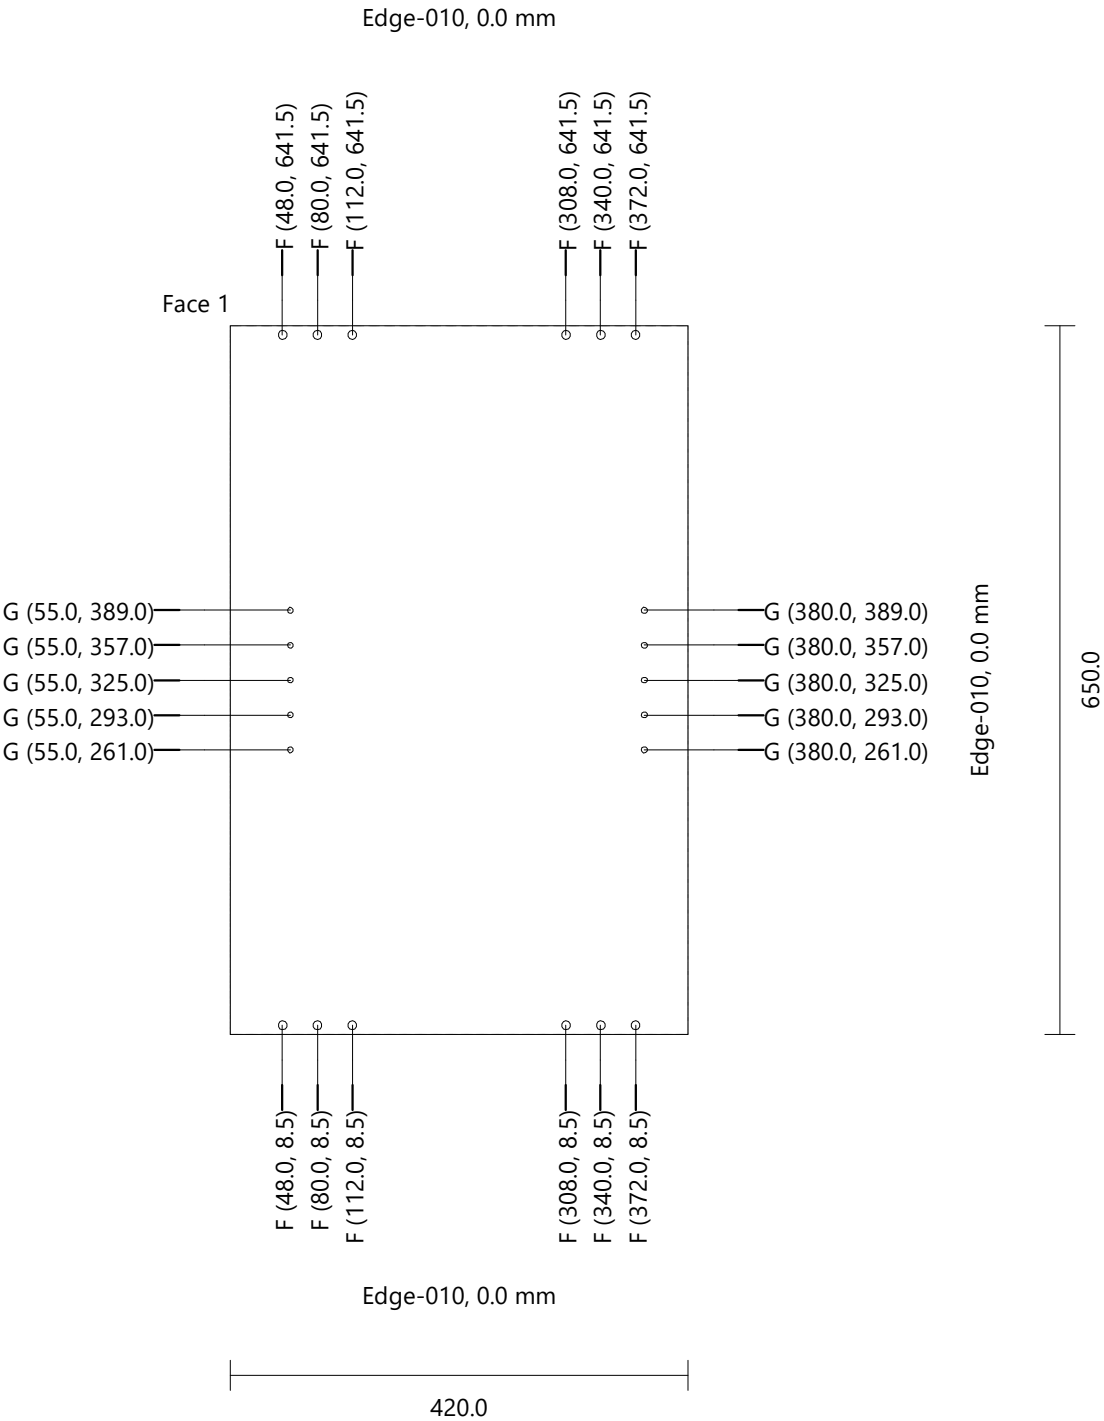 Edge-010, 0.0 mm
F (48.0, 641.5)
F (80.0, 641.5)
F (112.0, 641.5)
F (308.0, 641.5)
F (340.0, 641.5)
F (372.0, 641.5)
Face 1
G (55.0, 389.0)
G (55.0, 357.0)
G (55.0, 325.0)
G (55.0, 293.0)
G (55.0, 261.0)
G (380.0, 389.0)
G (380.0, 357.0)
G (380.0, 325.0)
G (380.0, 293.0)
G (380.0, 261.0)
Edge-010, 0.0 mm
650.0
F (48.0, 8.5)
F (80.0, 8.5)
F (112.0, 8.5)
F (308.0, 8.5)
F (340.0, 8.5)
F (372.0, 8.5)
Edge-010, 0.0 mm
420.0